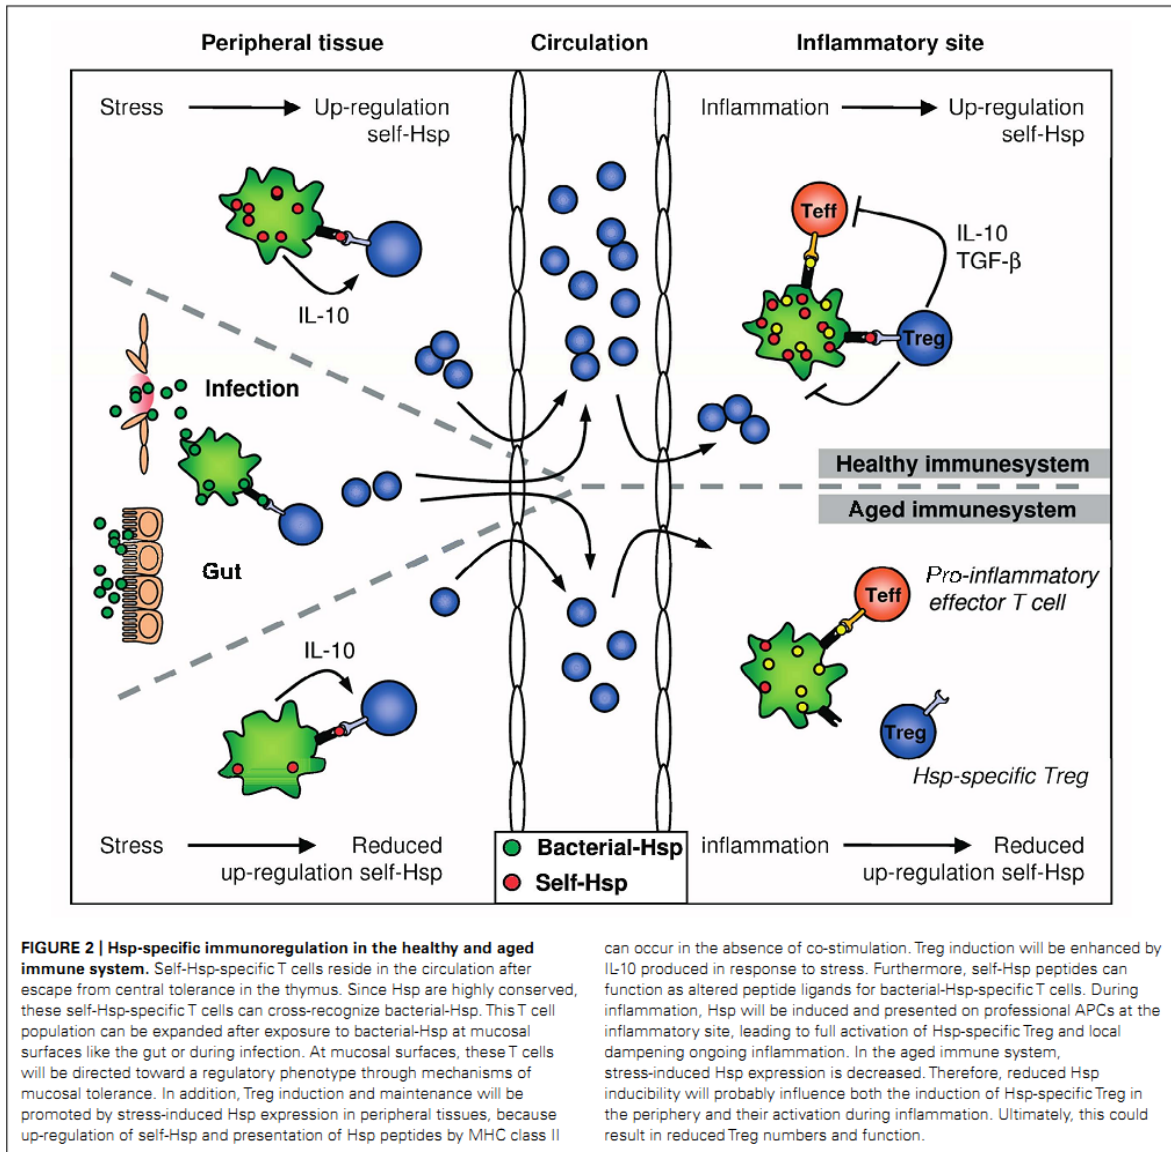 Peripheral tissue
Circulation
Inflammatory site
Stress
Up-regulation
self-Hsp
Inflammation
Up-regulation
self-Hsp
Teff
IL-10
TGF-β
IL-10
Treg
Infection
Healthy immunesystem
Aged immunesystem
Gut
Pro-inflammatory
effector T cell
Teff
IL-10
Treg
Hsp-specific Treg
Stress
Reduced
up-regulation self-Hsp
Bacterial-Hsp
Self-Hsp
inflammation
Reduced
up-regulation self-Hsp
FIGURE 2 | Hsp-specific immunoregulation in the healthy and aged
immune system. Self-Hsp-specific T cells reside in the circulation after
escape from central tolerance in the thymus. Since Hsp are highly conserved,
these self-Hsp-specific T cells can cross-recognize bacterial-Hsp. This T cell
population can be expanded after exposure to bacterial-Hsp at mucosal
surfaces like the gut or during infection. At mucosal surfaces, these T cells
will be directed toward a regulatory phenotype through mechanisms of
mucosal tolerance. In addition, Treg induction and maintenance will be
promoted by stress-induced Hsp expression in peripheral tissues, because
up-regulation of self-Hsp and presentation of Hsp peptides by MHC class II
can occur in the absence of co-stimulation. Treg induction will be enhanced by
IL-10 produced in response to stress. Furthermore, self-Hsp peptides can
function as altered peptide ligands for bacterial-Hsp-specific T cells. During
inflammation, Hsp will be induced and presented on professional APCs at the
inflammatory site, leading to full activation of Hsp-specific Treg and local
dampening ongoing inflammation. In the aged immune system,
stress-induced Hsp expression is decreased. Therefore, reduced Hsp
inducibility will probably influence both the induction of Hsp-specific Treg in
the periphery and their activation during inflammation. Ultimately, this could
result in reduced Treg numbers and function.